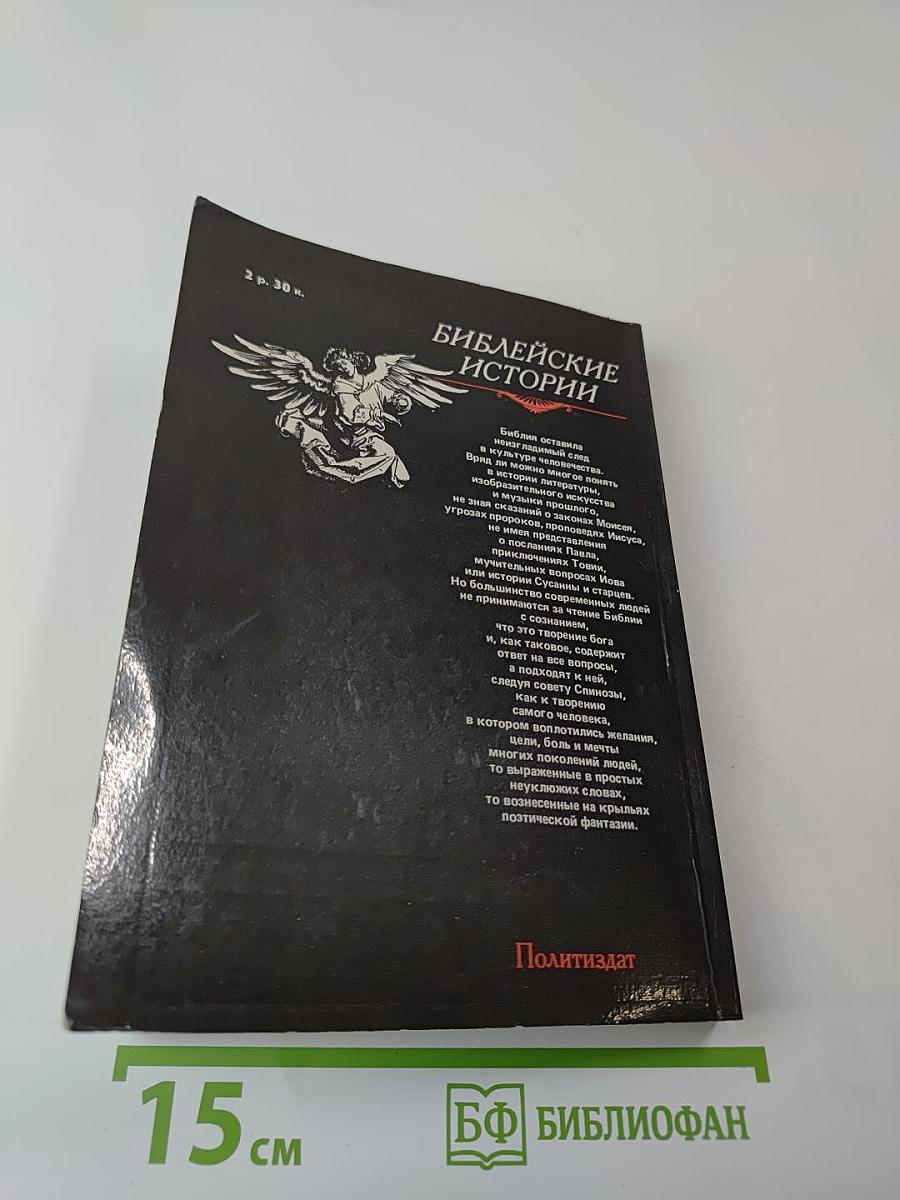 2 р. 30 к.
БИБЛЕЙСКИЕ
ИСТОРИИ
Библия оставила
неизгладимый след
в культуре человечества.
Вряд ли можно многое понять
в истории литературы,
изобразительного искусства
и музыки прошлого,
не зная сказаний о законах Моисея,
угрозах пророков, проповедях Иисуса,
не имея представления
о посланиях Павла,
приключениях Товии,
мучительных вопросах Иова
или истории Сусанны и старцев.
Но большинство современных людей
не принимаются за чтение Библии
с сознанием,
что это творение бога
и, как таковое, содержит
ответ на все вопросы,
а подходят к ней,
следуя совету Спинозы,
как к творению
самого человека,
в котором воплотились желания,
цели, боль и мечты
многих поколений людей,
то выраженные в простых
неуклюжих словах,
то вознесенные на крыльях
поэтической фантазии.
Политиздат
15 см
БФ БИБЛИОФАН